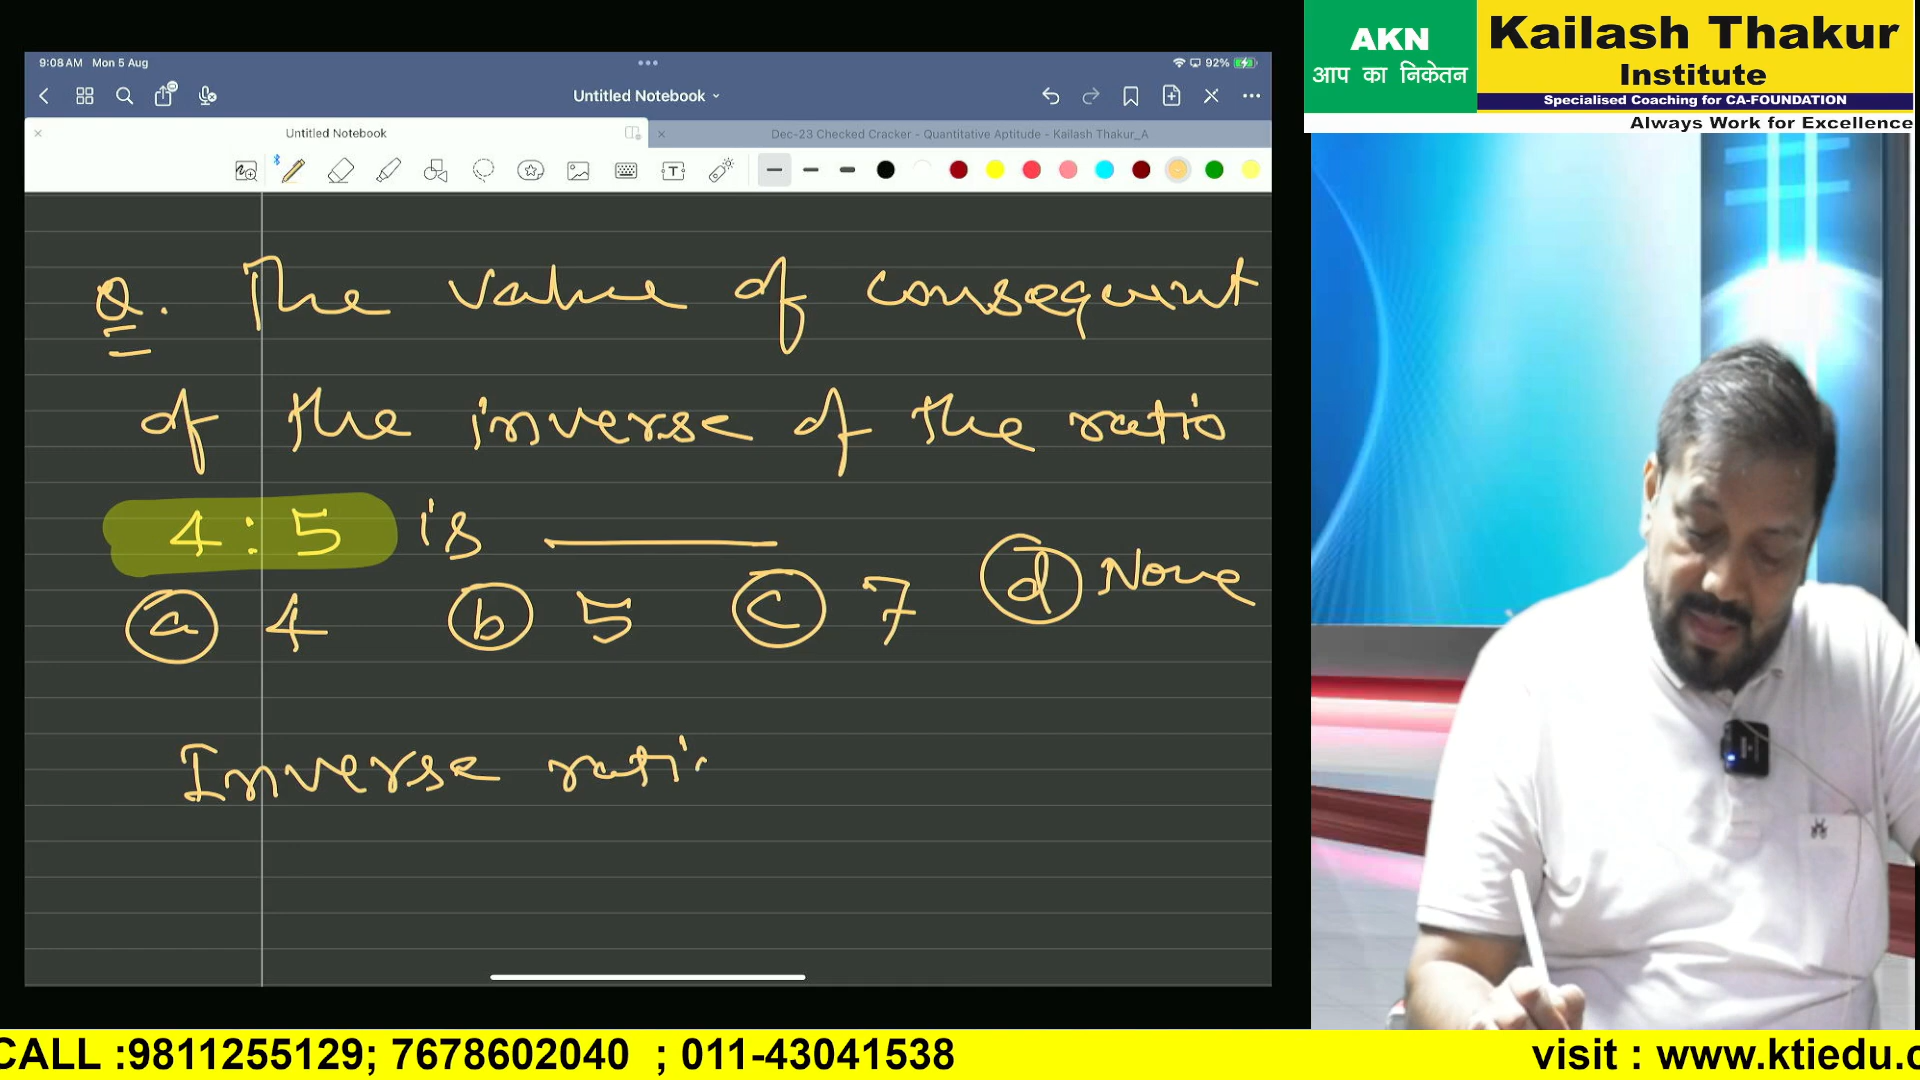 AKN
आप का निकेतन
Kailash Thakur
Institute
Specialised Coaching for CA-FOUNDATION
Always Work for Excellence
9:08 AM Mon 5 Aug
92%
Untitled Notebook
Untitled Notebook
Dec-23 Checked Cracker - Quantitative Aptitude - Kailash Thakur_A
Q. The value of consequent
of the inverse of the ratio
4:5 is ______
(a) 4 (b) 5 (c) 7 (d) None
Inverse rati
CALL :9811255129; 7678602040 ; 011-43041538
visit : www.ktiedu.c